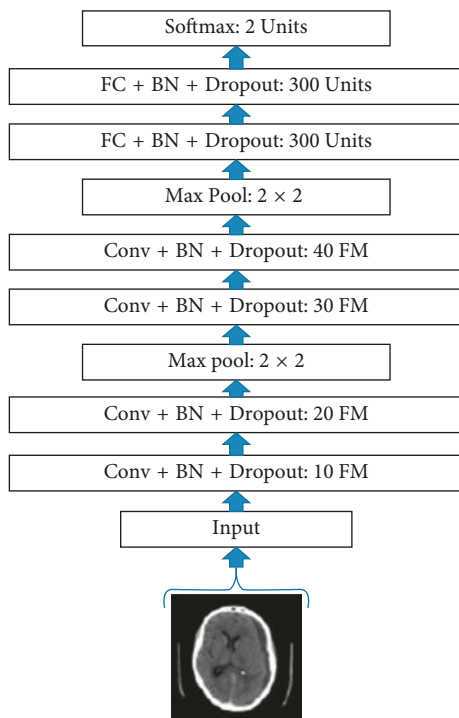 Softmax: 2 Units
FC + BN + Dropout: 300 Units
FC + BN + Dropout: 300 Units
Max Pool: 2 × 2
Conv + BN + Dropout: 40 FM
Conv + BN + Dropout: 30 FM
Max pool: 2 × 2
Conv + BN + Dropout: 20 FM
Conv + BN + Dropout: 10 FM
Input